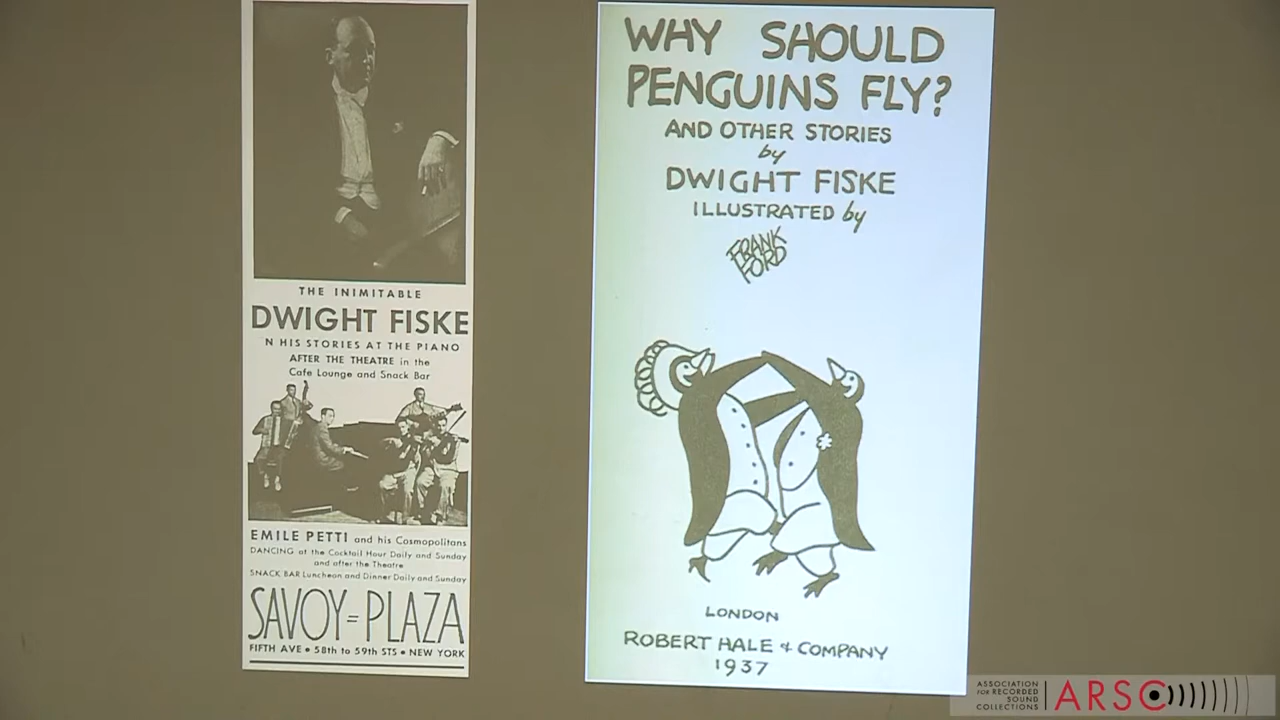 THE INIMITABLE
DWIGHT FISKE
N HIS STORIES AT THE PIANO
AFTER THE THEATRE in the
Cafe Lounge and Snack Bar
EMILE PETTI and his Cosmopolitans
DANCING at the Cocktail Hour Daily and Sunday
and after the Theatre
SNACK BAR Luncheon and Dinner Daily and Sunday
SAVOY=PLAZA
FIFTH AVE • 58th to 59th STS • NEW YORK
WHY SHOULD
PENGUINS FLY?
AND OTHER STORIES
by
DWIGHT FISKE
ILLUSTRATED by
FRANK
FORD
LONDON
ROBERT HALE & COMPANY
1937
ASSOCIATION
FOR RECORDED
SOUND
COLLECTIONS
ARSC